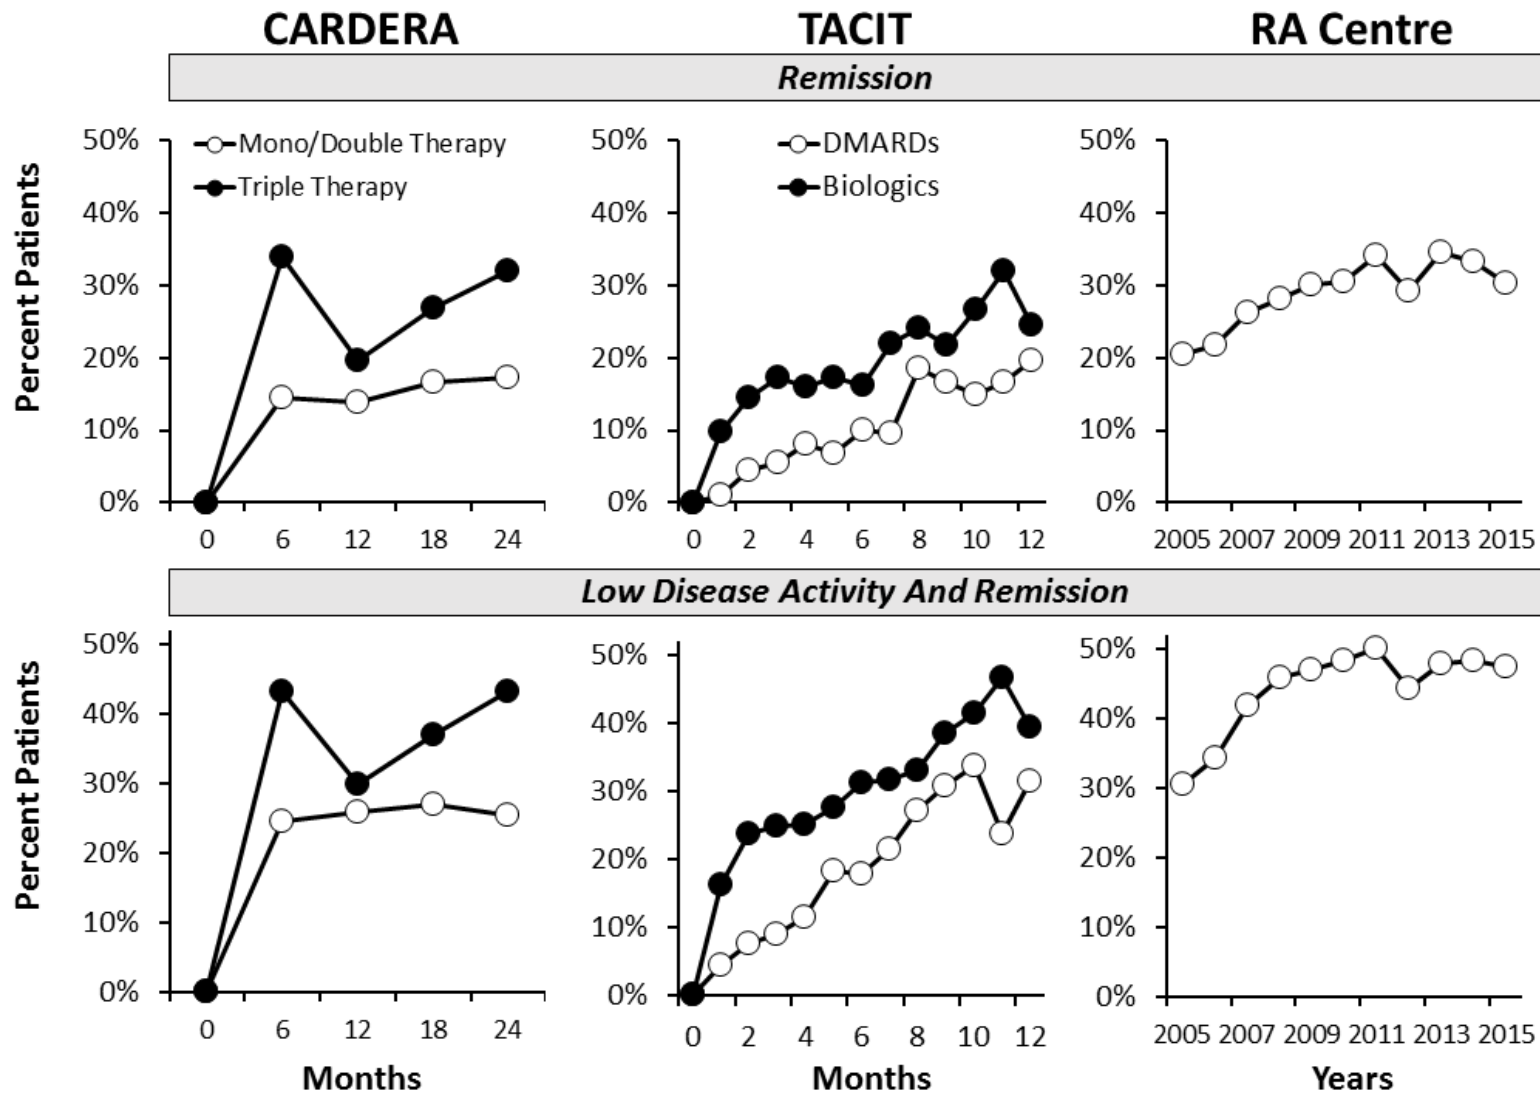 CARDERA TACIT RA Centre
Remission
Percent Patients
50%
40%
30%
20%
10%
0%
Mono/Double Therapy
Triple Therapy
0 6 12 18 24
50%
40%
30%
20%
10%
0%
DMARDs
Biologics
0 2 4 6 8 10 12
50%
40%
30%
20%
10%
0%
2005 2007 2009 2011 2013 2015
Low Disease Activity And Remission
Percent Patients
50%
40%
30%
20%
10%
0%
0 6 12 18 24
Months
50%
40%
30%
20%
10%
0%
0 2 4 6 8 10 12
Months
50%
40%
30%
20%
10%
0%
2005 2007 2009 2011 2013 2015
Years